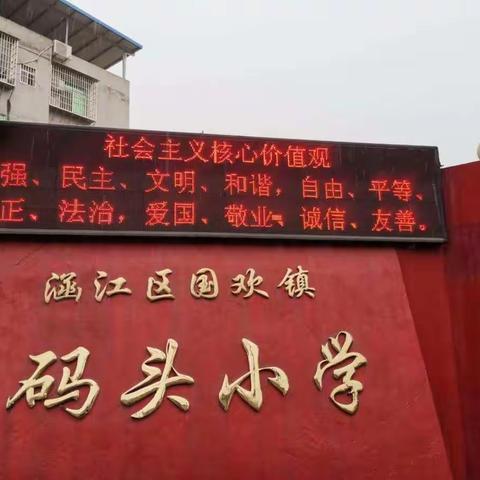 社会主义核心价值观
强、民主、文明、和谐，自由、平等、
正、法治，爱国、敬业、诚信、友善。
涵江区国欢镇
码头小学